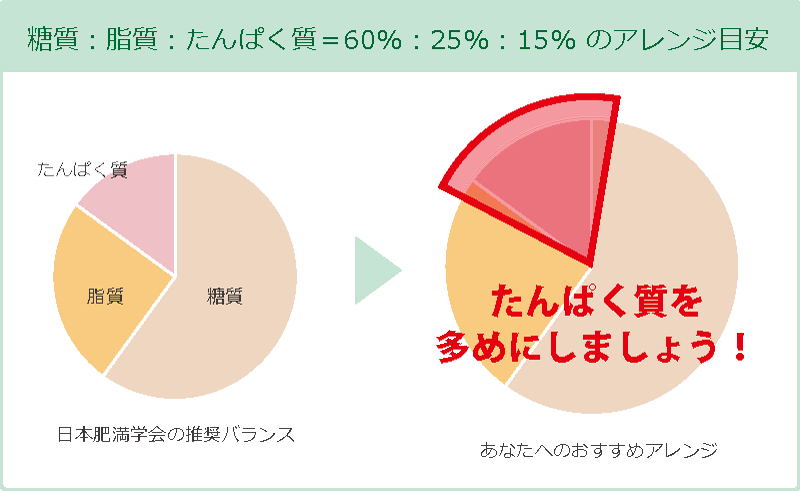 糖質：脂質：たんぱく質＝60%：25%：15% のアレンジ目安
たんぱく質
脂質
糖質
日本肥満学会の推奨バランス
たんぱく質を
多めにしましょう！
あなたへのおすすめアレンジ